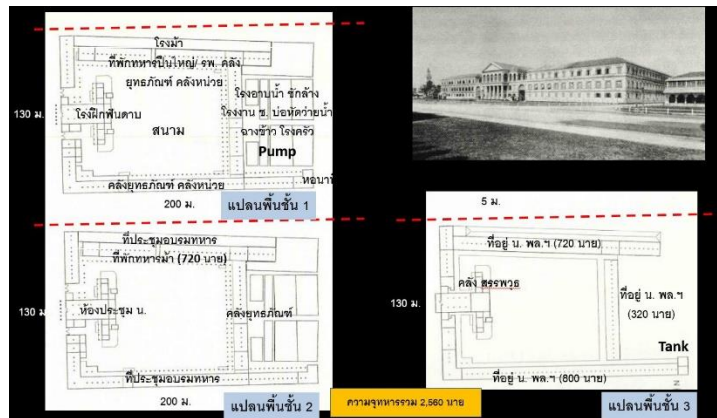 โรงม้า
ที่พักทหารปืนใหญ่/ รพ. คลัง
ยุทธภัณฑ์ คลังหน่วย
โรงอาบน้ำ ซักล้าง
130 ม.
โรงฝึกฟันดาบ
โรงงาน ช. บ่อหัดว่ายน้ำ
สนาม
ฉางข้าว โรงครัว
Pump
คลังยุทธภัณฑ์ คลังหน่วย
หอนาฬิ
200 ม.
แปลนพื้นชั้น 1
ที่ประชุมอบรมทหาร
ที่พักทหารม้า (720 นาย)
130 ม
ห้องประชุม น.
คลังยุทธภัณฑ์
ที่ประชุมอบรมทหาร
200 ม.
แปลนพื้นชั้น 2
5 ม.
ที่อยู่ น. พล.ฯ (720 นาย)
คลัง สรรพวุธ
130 ม.
ที่อยู่ น. พล.ฯ
(320 นาย)
Tank
ที่อยู่ น. พล.ฯ (800 นาย)
แปลนพื้นชั้น 3
ความจุทหารรวม 2,560 นาย